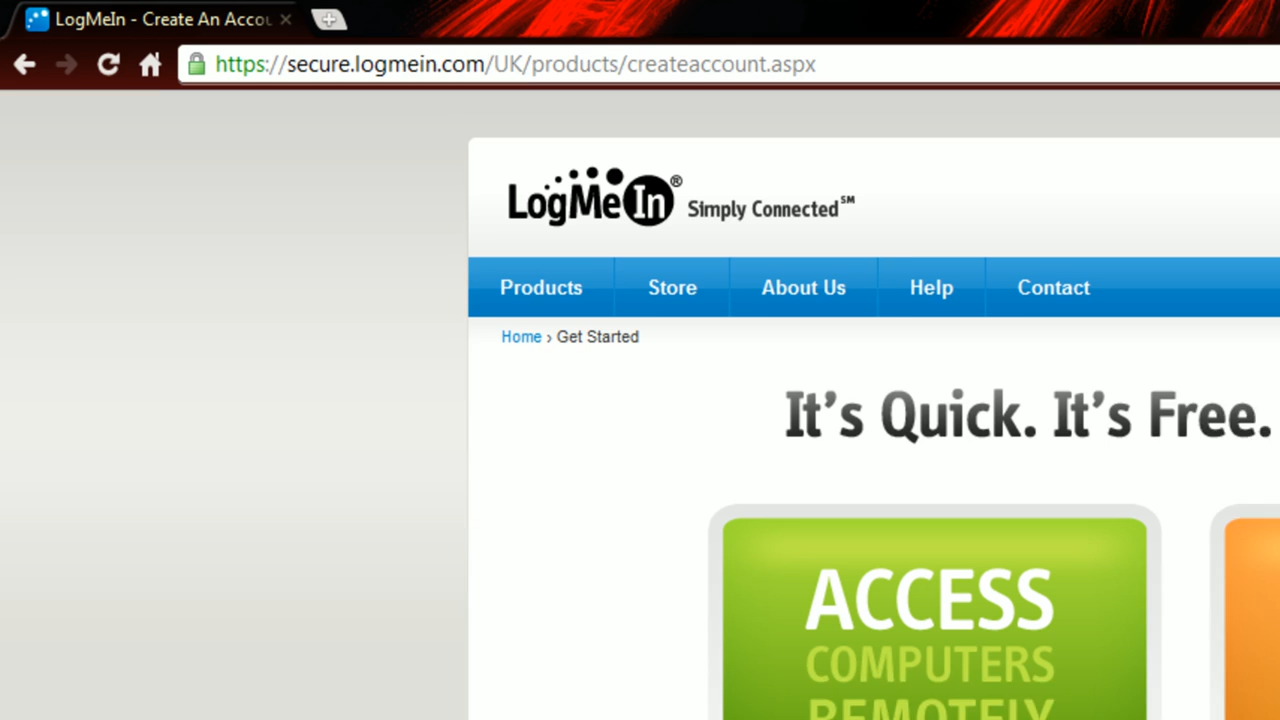 LogMeIn - Create An Accou
https://secure.logmein.com/UK/products/createaccount.aspx
LogMeIn® Simply Connected℠
Products Store About Us Help Contact
Home › Get Started
It's Quick. It's Free.
ACCESS
COMPUTERS
REMOTELY